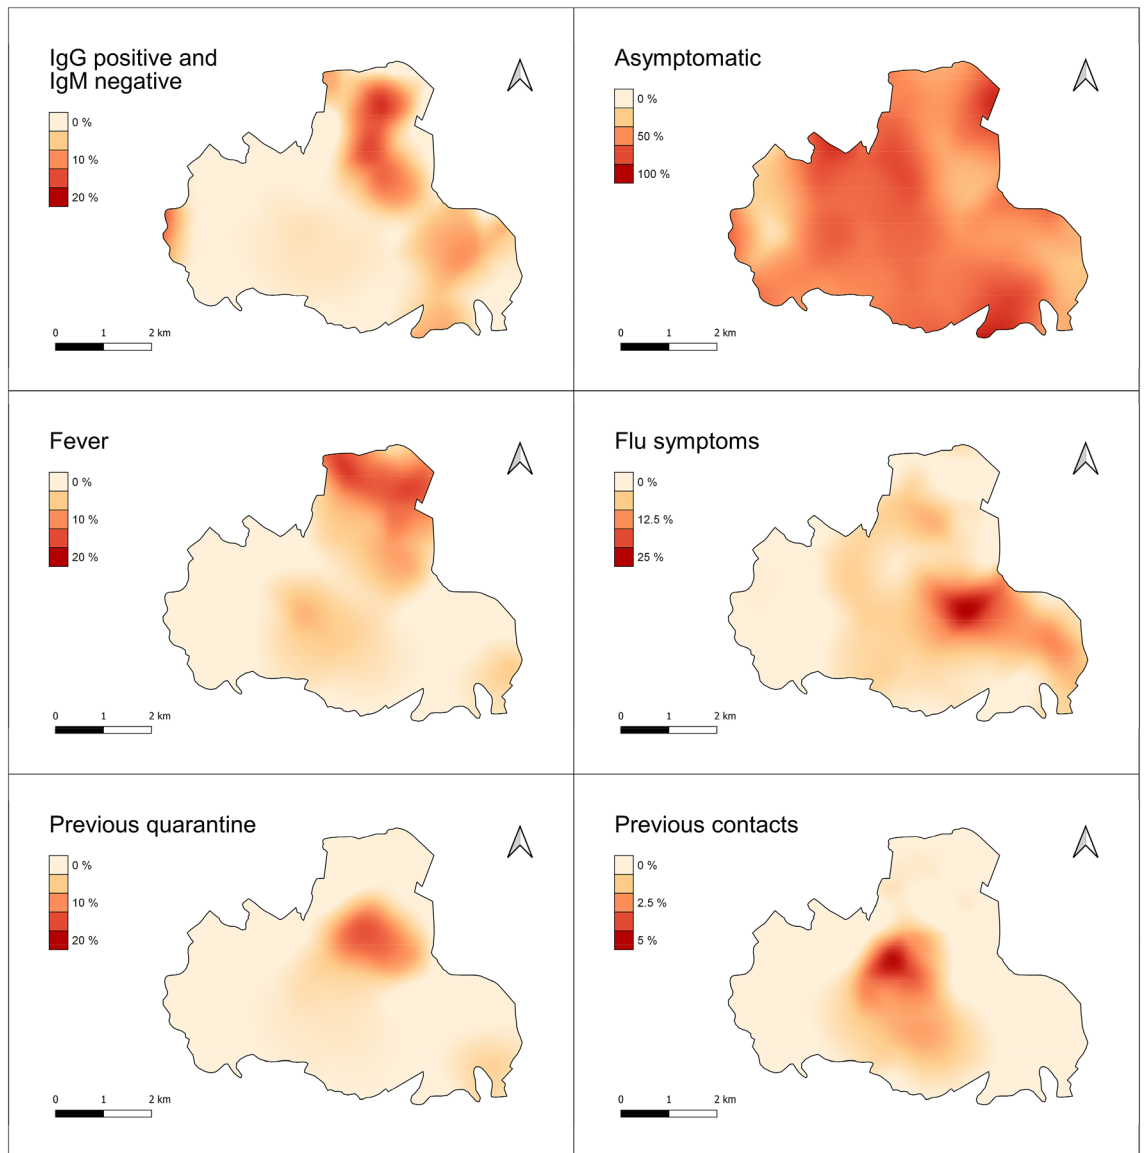 IgG positive and
IgM negative
0 %
10 %
20 %
0 1 2 km
Asymptomatic
0 %
50 %
100 %
0 1 2 km
Fever
0 %
10 %
20 %
0 1 2 km
Flu symptoms
0 %
12.5 %
25 %
0 1 2 km
Previous quarantine
0 %
10 %
20 %
0 1 2 km
Previous contacts
0 %
2.5 %
5 %
0 1 2 km